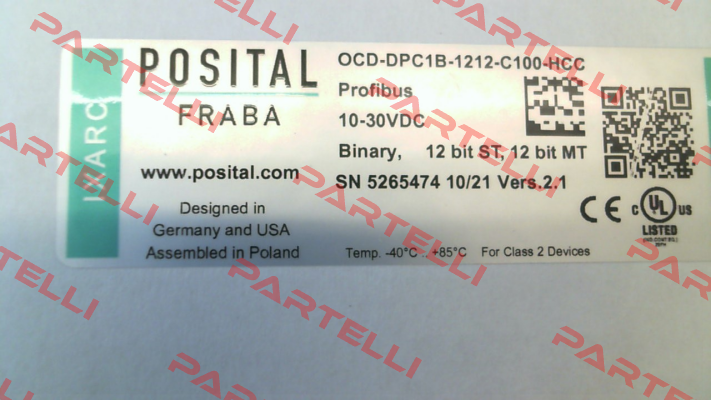 IXARC
POSITAL
FRABA
www.posital.com
Designed in
Germany and USA
Assembled in Poland
OCD-DPC1B-1212-C100-HCC
Profibus
10-30VDC
Binary, 12 bit ST, 12 bit MT
SN 5265474 10/21 Vers.2.1
CE
C UL US
LISTED
Temp. -40°C .. +85°C For Class 2 Devices
PARTELLI
PARTELLI
PARTELLI
PARTELLI
PARTELLI
PARTELLI
PARTELLI